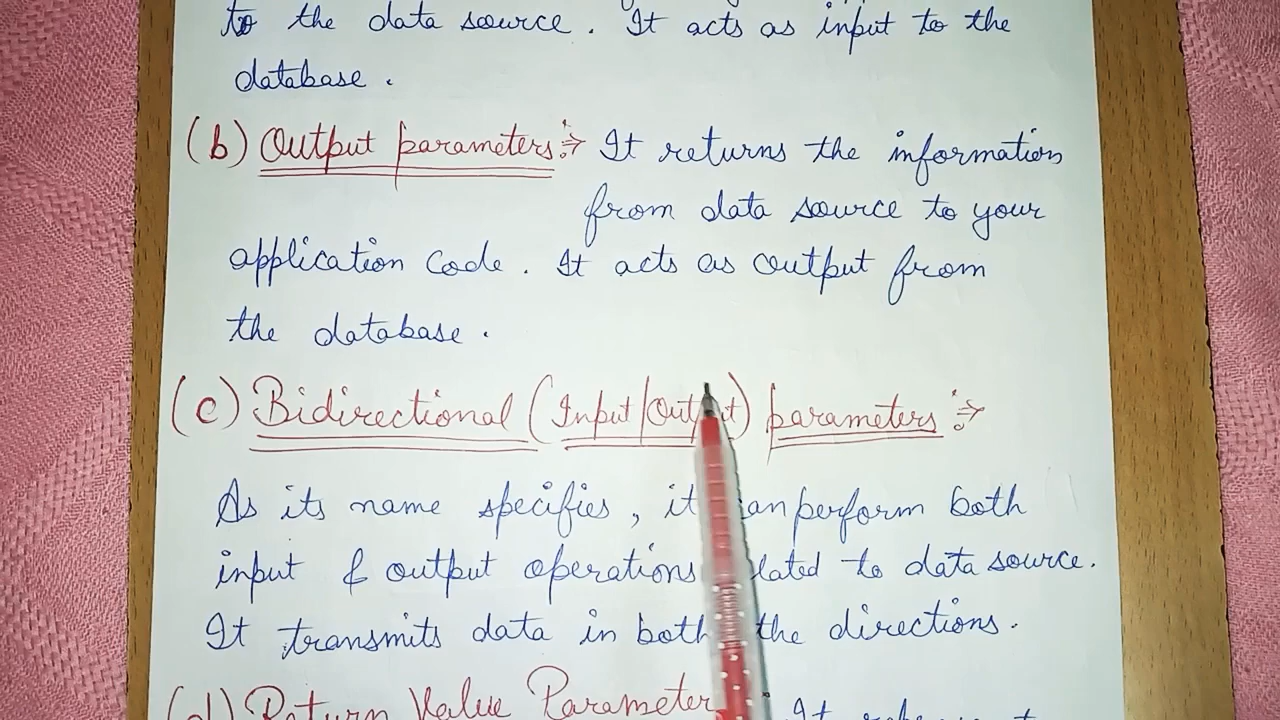 to the data source. It acts as input to the
database.
(b) Output parameters :⇒ It returns the information
from data source to your
application code. It acts as output from
the database.
(c) Bidirectional (Input/Output) parameters :⇒
As its name specifies, it can perform both
input & output operations related to data source.
It transmits data in both the directions.
(d) Return Value Parameter It